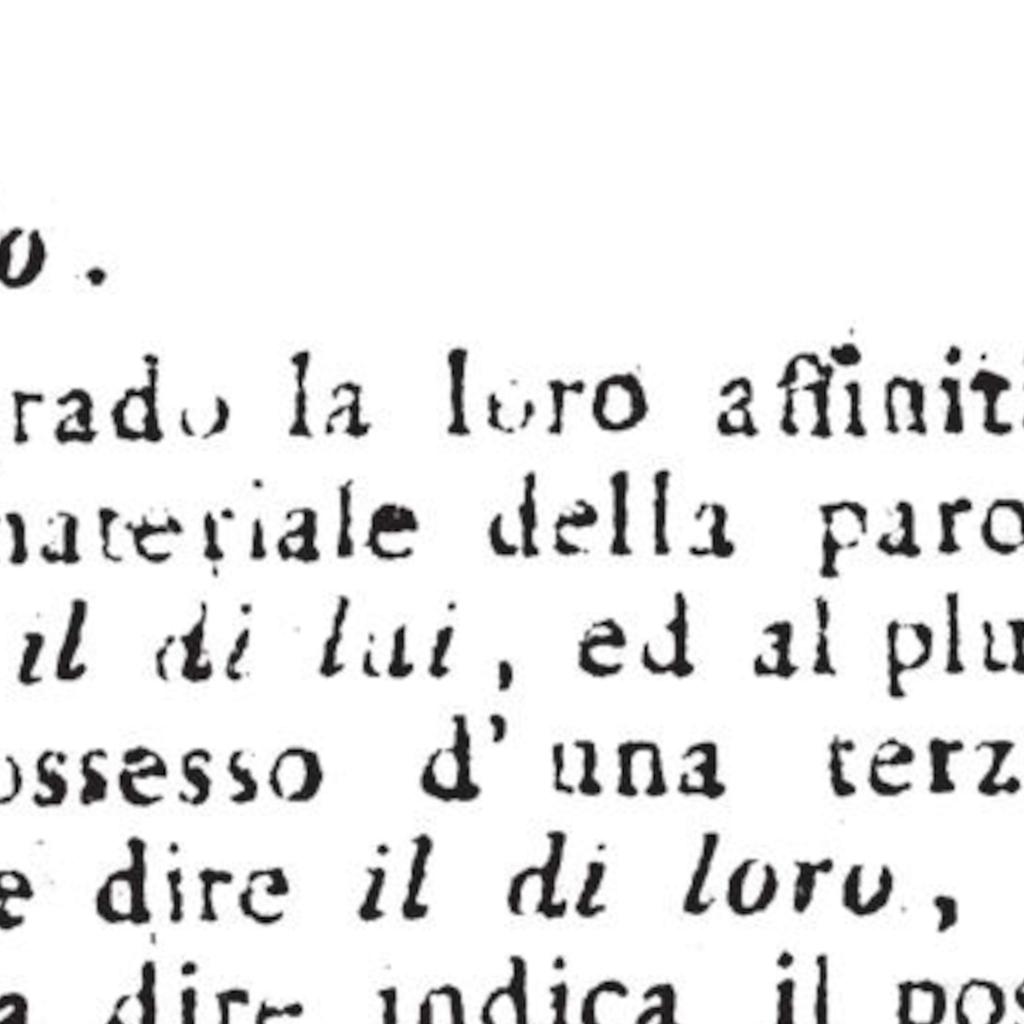 o.
rado la loro affinit
materiale della paro
il di lui, ed al plu
ossesso d'una terz
e dire il di loro,
a dire indica il pos